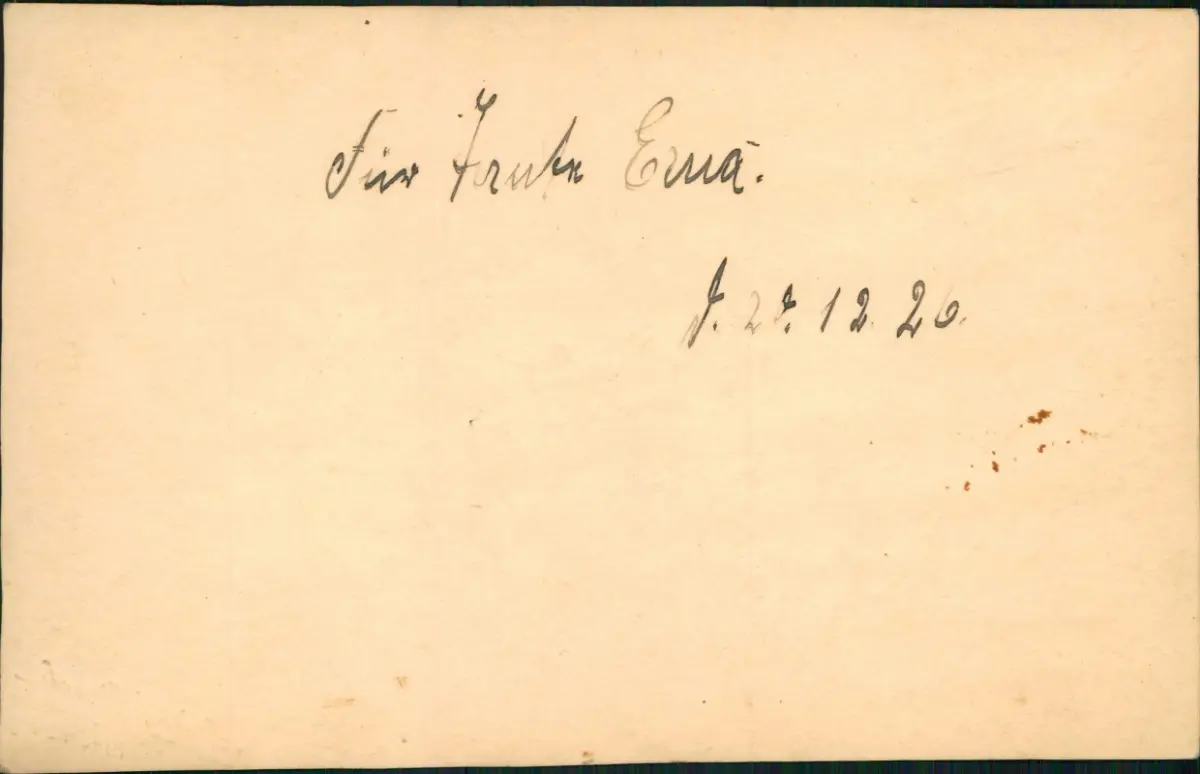 Für Tante Erna.
d. 27. 12. 26.